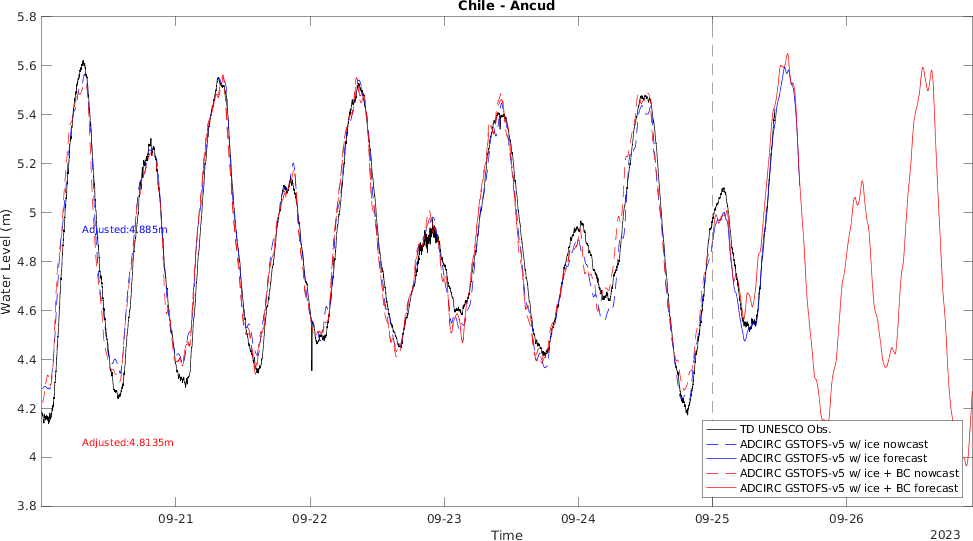 Chile - Ancud
5.8
5.6
5.4
5.2
5
4.8
4.6
4.4
4.2
4
3.8
Water Level (m)
Adjusted:4.885m
Adjusted:4.8135m
TD UNESCO Obs.
ADCIRC GSTOFS-v5 w/ ice nowcast
ADCIRC GSTOFS-v5 w/ ice forecast
ADCIRC GSTOFS-v5 w/ ice + BC nowcast
ADCIRC GSTOFS-v5 w/ ice + BC forecast
09-21 09-22 09-23 09-24 09-25 09-26
Time
2023